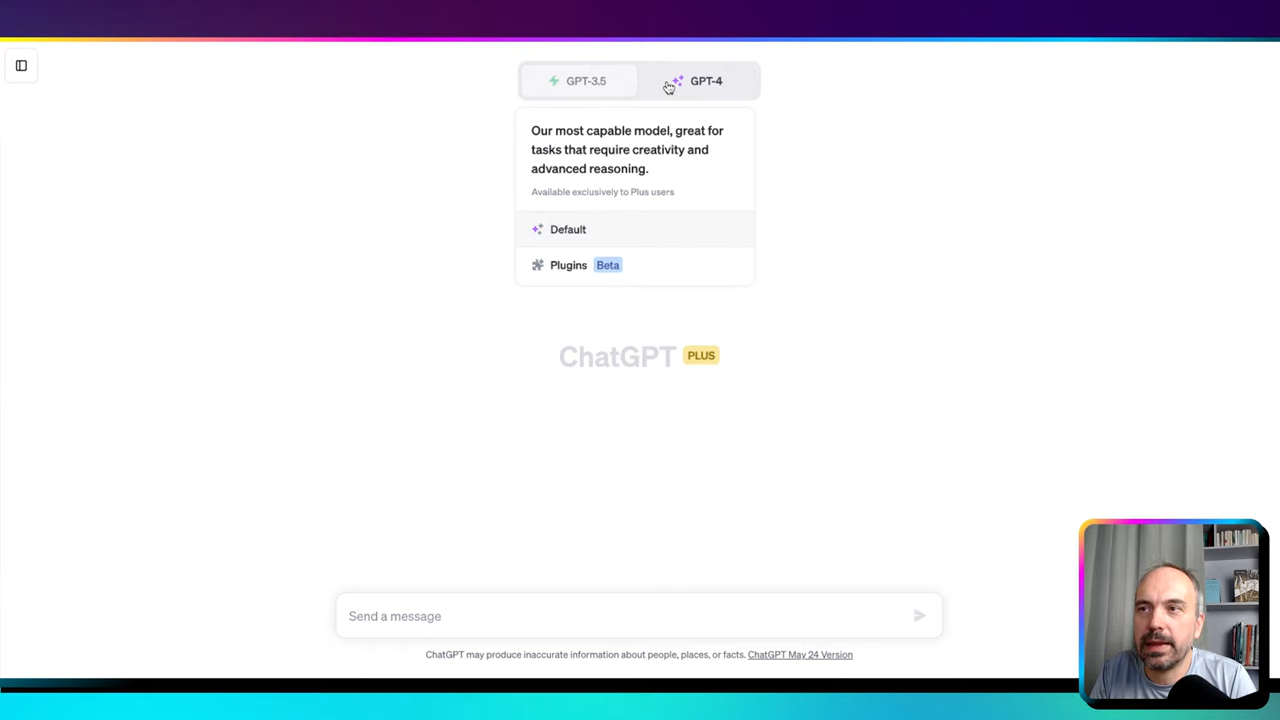 GPT-3.5 GPT-4
Our most capable model, great for
tasks that require creativity and
advanced reasoning.
Available exclusively to Plus users
Default
Plugins Beta
ChatGPT PLUS
Send a message
ChatGPT may produce inaccurate information about people, places, or facts. ChatGPT May 24 Version